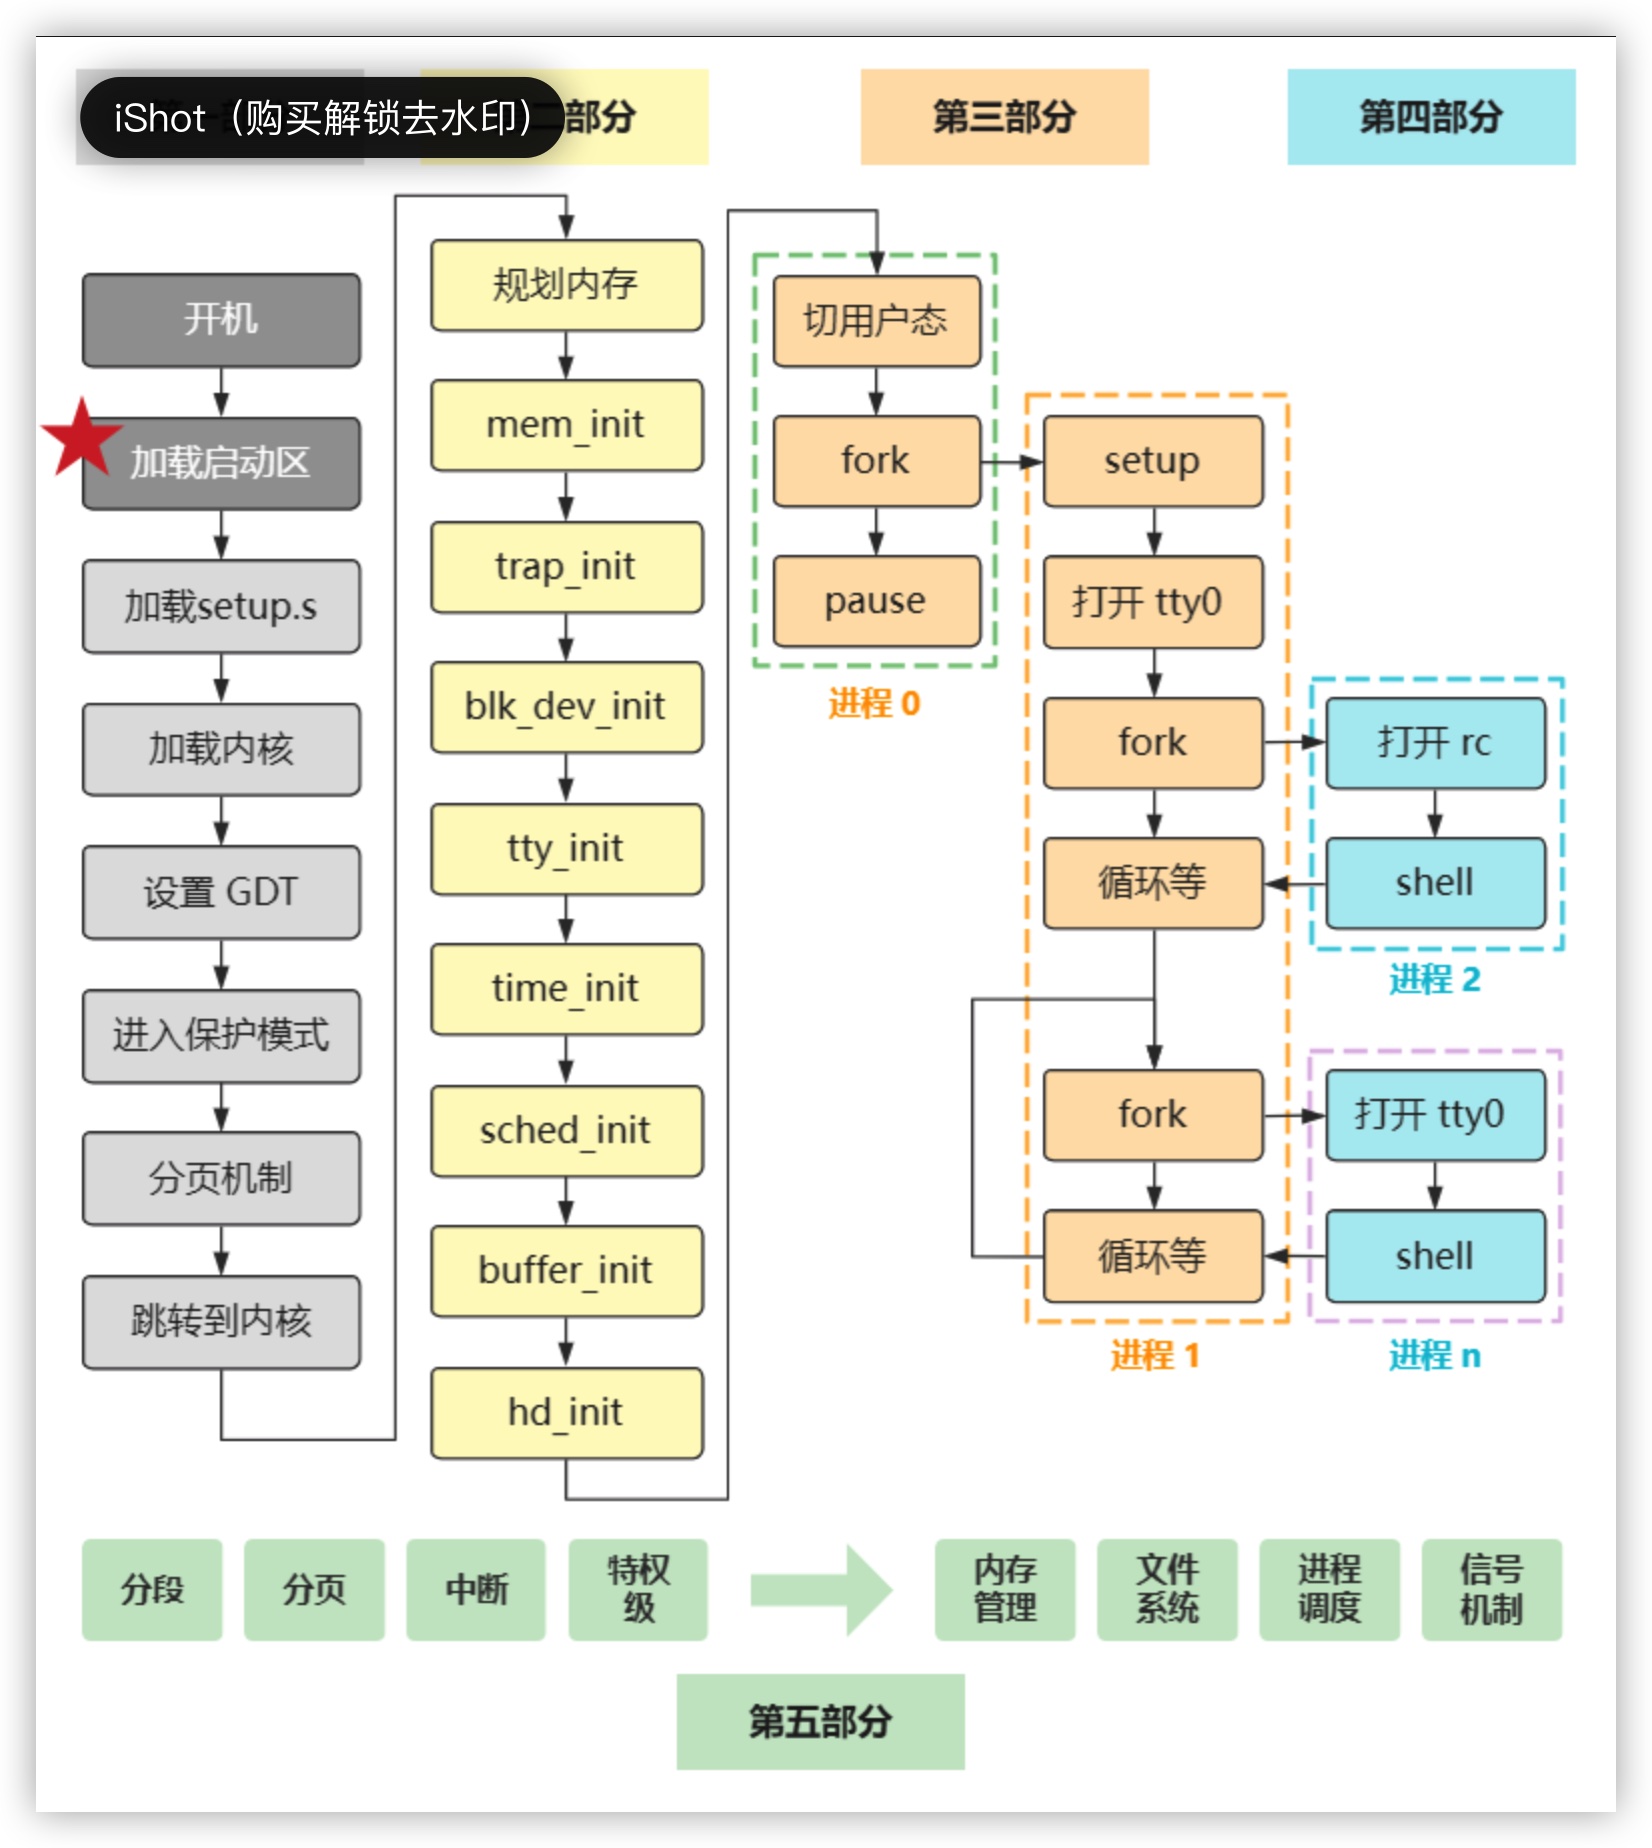 iShot（购买解锁去水印）
二部分
第三部分
第四部分
开机
加载启动区
加载setup.s
加载内核
设置 GDT
进入保护模式
分页机制
跳转到内核
规划内存
mem_init
trap_init
blk_dev_init
tty_init
time_init
sched_init
buffer_init
hd_init
切用户态
fork
pause
进程 0
setup
打开 tty0
fork
循环等
fork
循环等
进程 1
打开 rc
shell
进程 2
打开 tty0
shell
进程 n
分段
分页
中断
特权
级
内存
管理
文件
系统
进程
调度
信号
机制
第五部分